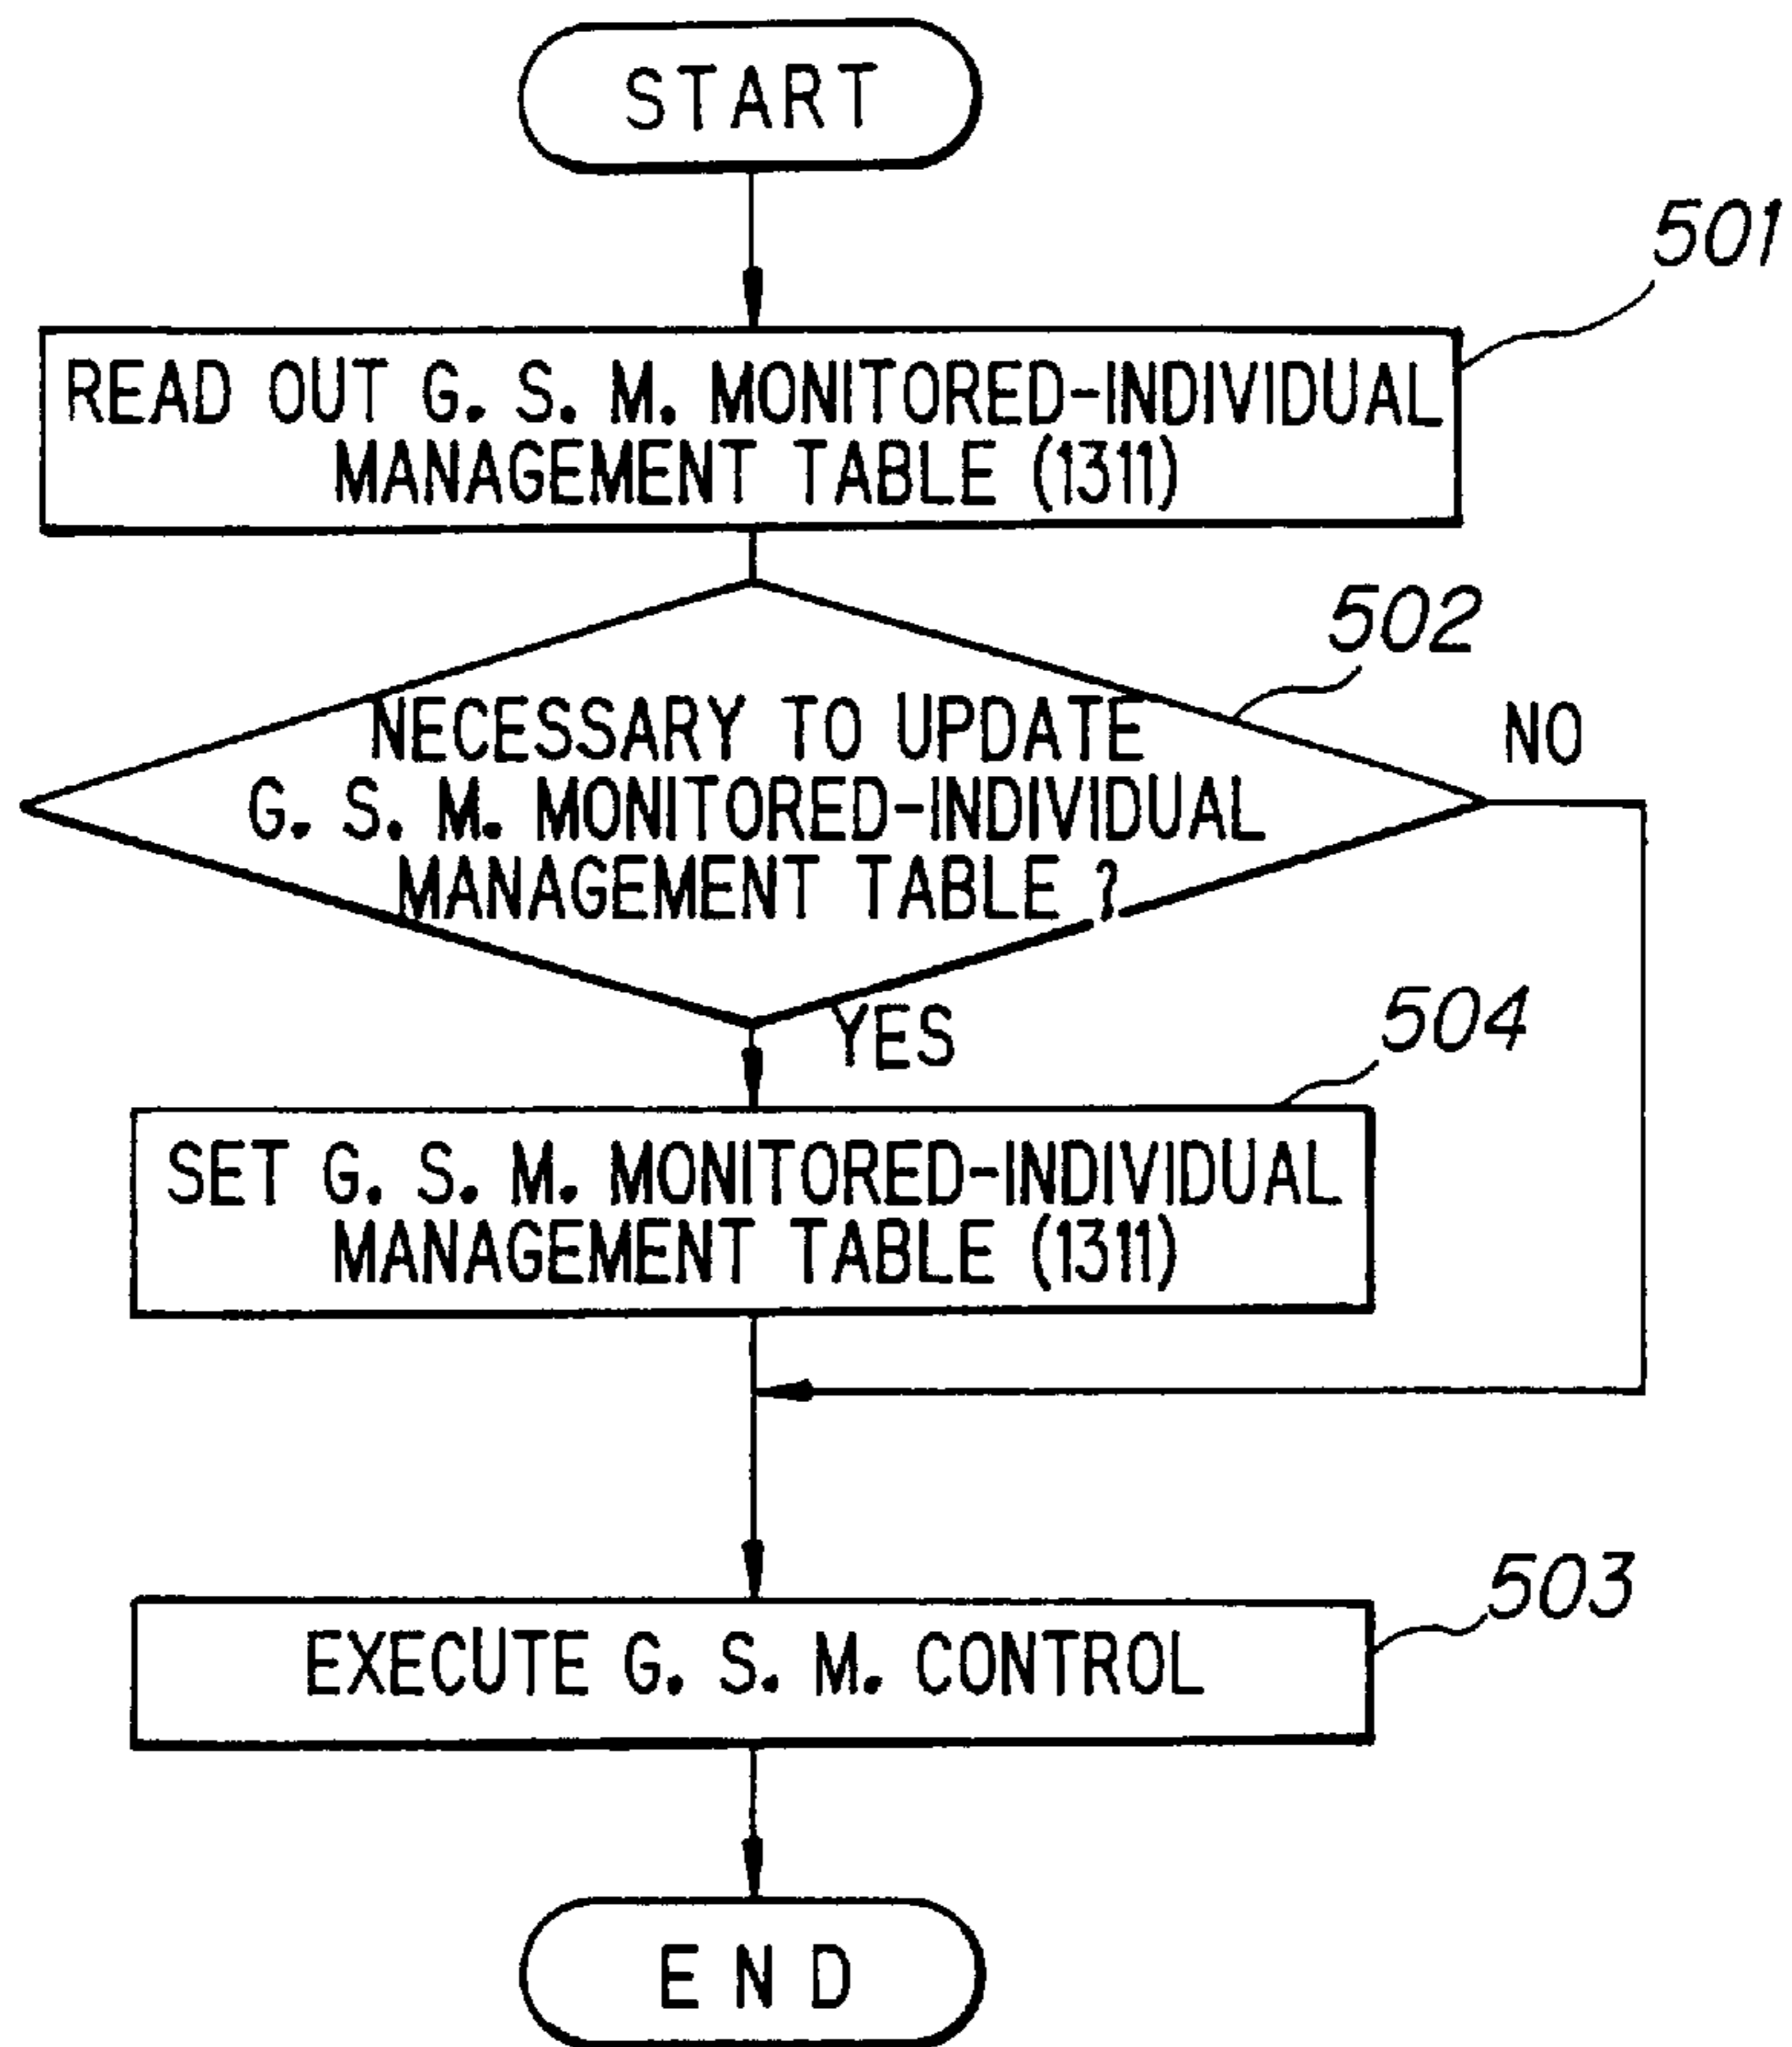 START
501
READ OUT G. S. M. MONITORED-INDIVIDUAL
MANAGEMENT TABLE (1311)
502
NECESSARY TO UPDATE
G. S. M. MONITORED-INDIVIDUAL
MANAGEMENT TABLE ?
NO
YES
504
SET G. S. M. MONITORED-INDIVIDUAL
MANAGEMENT TABLE (1311)
503
EXECUTE G. S. M. CONTROL
END